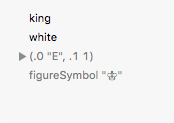 king
white
▶ (.0 "E", .1 1)
figureSymbol "♔"